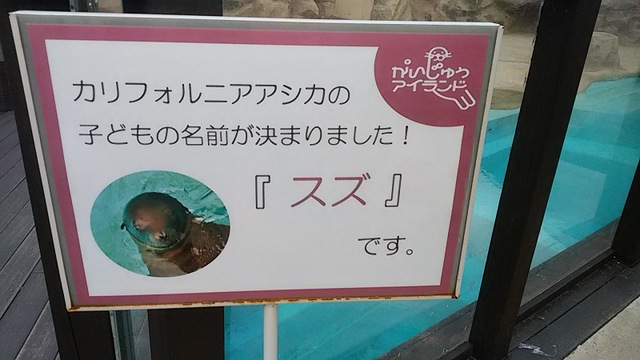 かいじゅう
アイランド
カリフォルニアアシカの
子どもの名前が決まりました！
『スズ』
です。